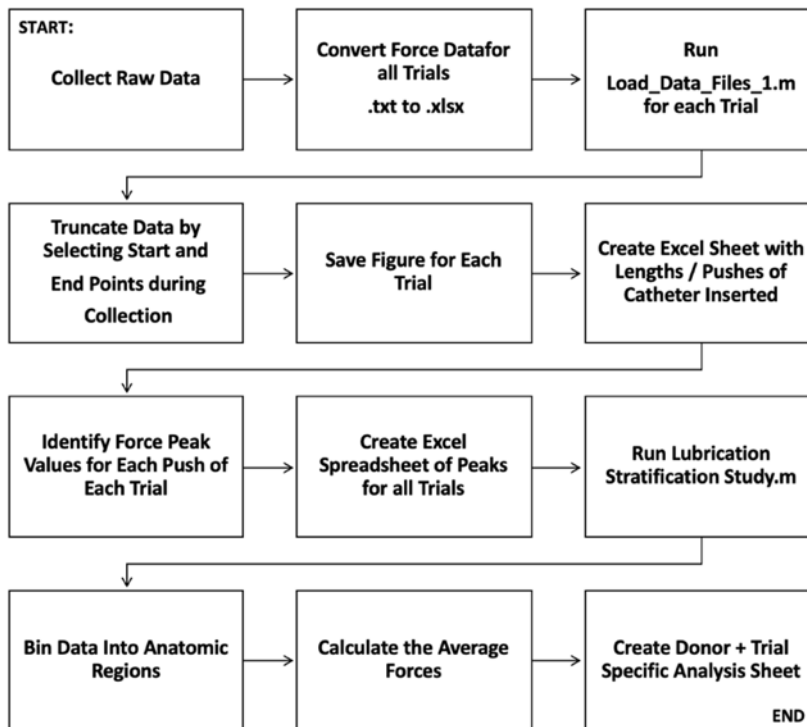 START:
Collect Raw Data
Convert Force Datafor
all Trials
.txt to .xlsx
Run
Load_Data_Files_1.m
for each Trial
Truncate Data by
Selecting Start and
End Points during
Collection
Save Figure for Each
Trial
Create Excel Sheet with
Lengths / Pushes of
Catheter Inserted
Identify Force Peak
Values for Each Push of
Each Trial
Create Excel
Spreadsheet of Peaks
for all Trials
Run Lubrication
Stratification Study.m
Bin Data Into Anatomic
Regions
Calculate the Average
Forces
Create Donor + Trial
Specific Analysis Sheet
END